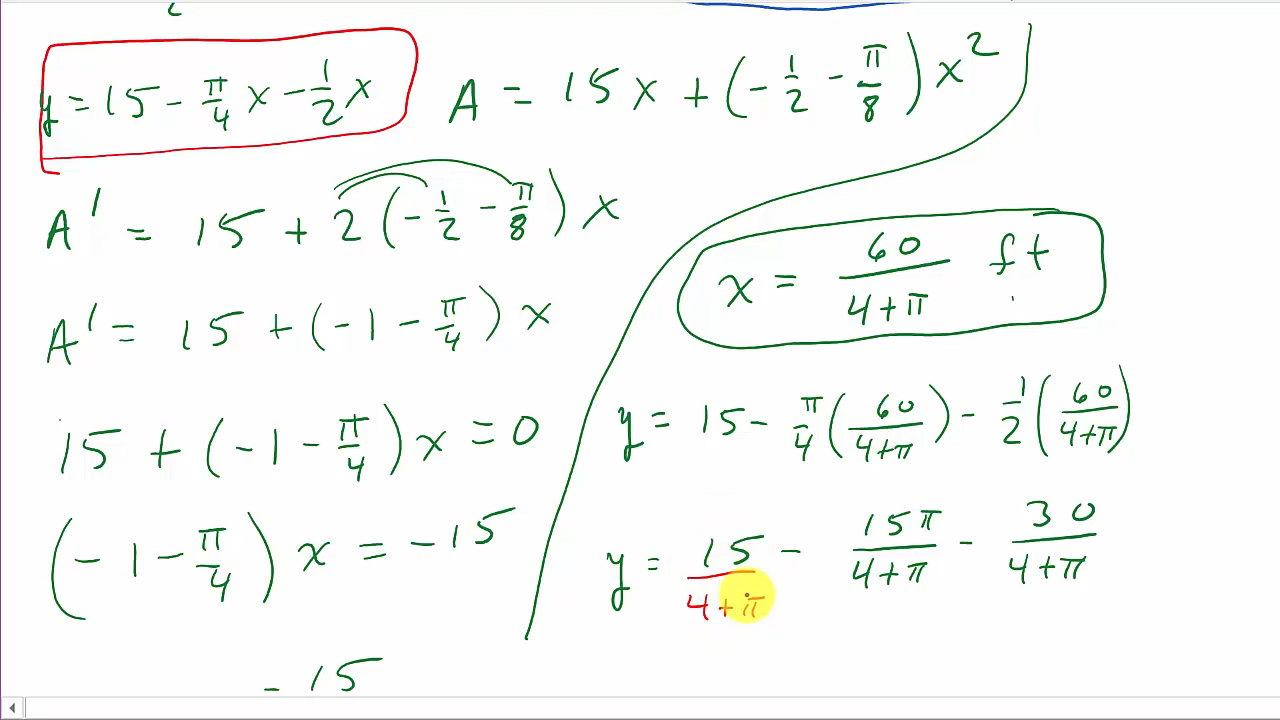 2
y = 15 - π/4 x - 1/2 x
A = 15x + (- 1/2 - π/8) x²
A' = 15 + 2 (- 1/2 - π/8) x
A' = 15 + (-1 - π/4) x
15 + (-1 - π/4) x = 0
(-1 - π/4) x = -15
-15
x = 60/(4+π) ft
y = 15 - π/4 (60/(4+π)) - 1/2 (60/(4+π))
y = 15/(4+π) - 15π/(4+π) - 30/(4+π)